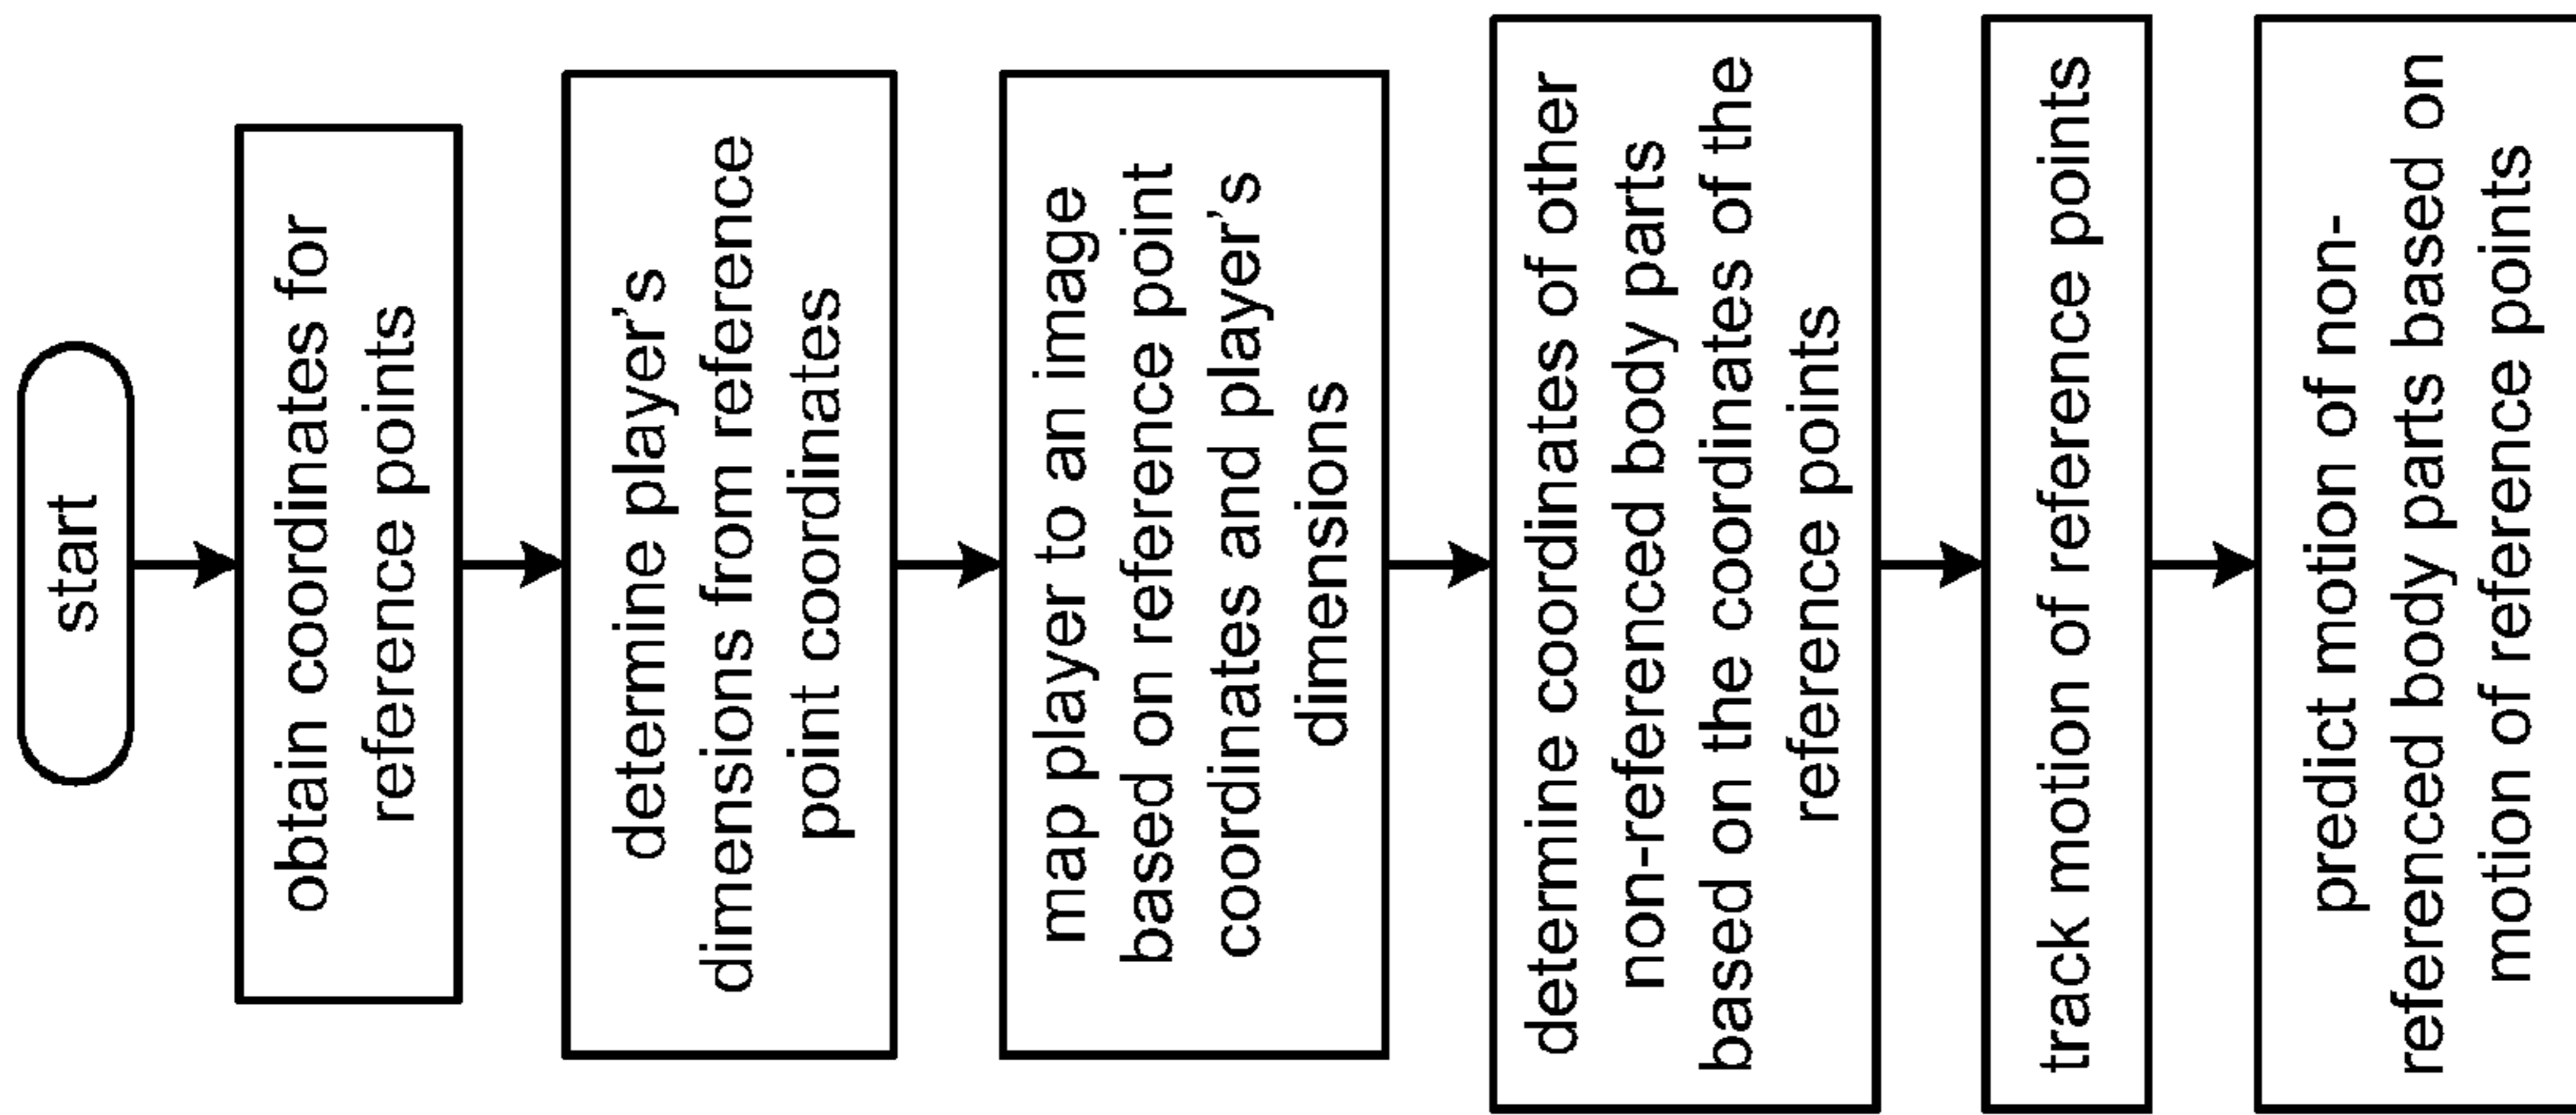 start
obtain coordinates for
reference points
determine player's
dimensions from reference
point coordinates
map player to an image
based on reference point
coordinates and player's
dimensions
determine coordinates of other
non-referenced body parts
based on the coordinates of the
reference points
track motion of reference points
predict motion of non-
referenced body parts based on
motion of reference points